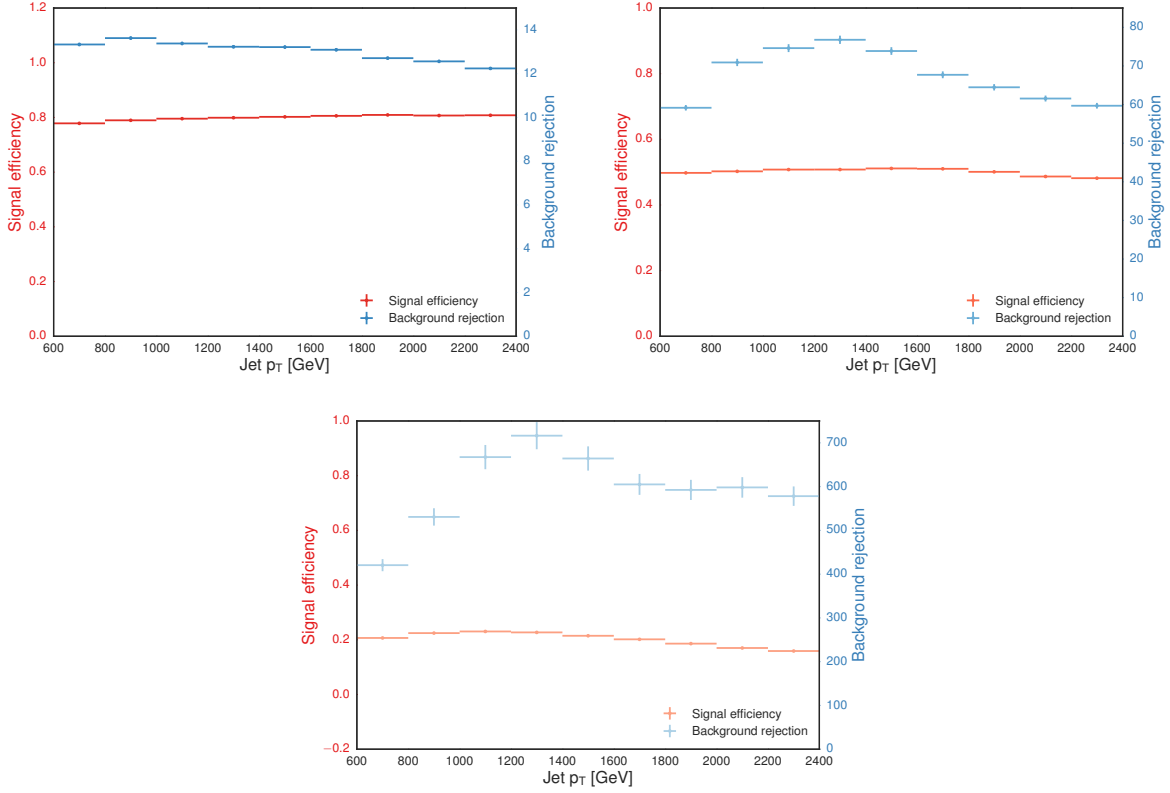 1.2
1.0
0.8
0.6
0.4
0.2
0.0
Signal efficiency
14
12
10
8
6
4
2
0
Background rejection
Signal efficiency
Background rejection
600 800 1000 1200 1400 1600 1800 2000 2200 2400
Jet pT [GeV]
1.0
0.8
0.6
0.4
0.2
0.0
Signal efficiency
80
70
60
50
40
30
20
10
0
Background rejection
Signal efficiency
Background rejection
600 800 1000 1200 1400 1600 1800 2000 2200 2400
Jet pT [GeV]
1.0
0.8
0.6
0.4
0.2
0.0
−0.2
Signal efficiency
700
600
500
400
300
200
100
0
Background rejection
Signal efficiency
Background rejection
600 800 1000 1200 1400 1600 1800 2000 2200 2400
Jet pT [GeV]